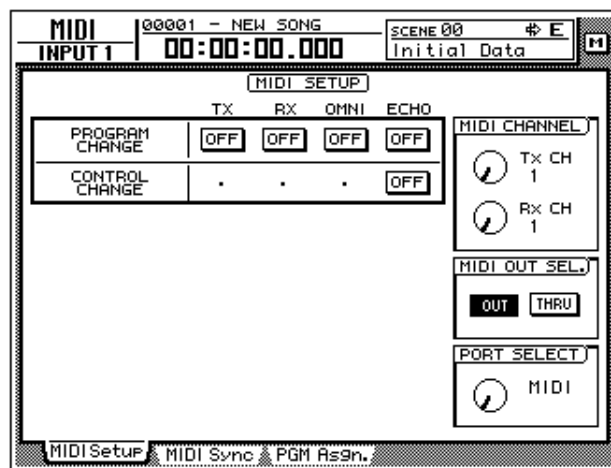 MIDI
INPUT 1
00001 - NEW SONG
00:00:00.000
SCENE 00
E
Initial Data
M
MIDI SETUP
TX RX OMNI ECHO
PROGRAM CHANGE
OFF OFF OFF OFF
CONTROL CHANGE
. . . OFF
MIDI CHANNEL
Tx CH
1
Rx CH
1
MIDI OUT SEL.
OUT THRU
PORT SELECT
MIDI
MIDI Setup MIDI Sync PGM Asgn.